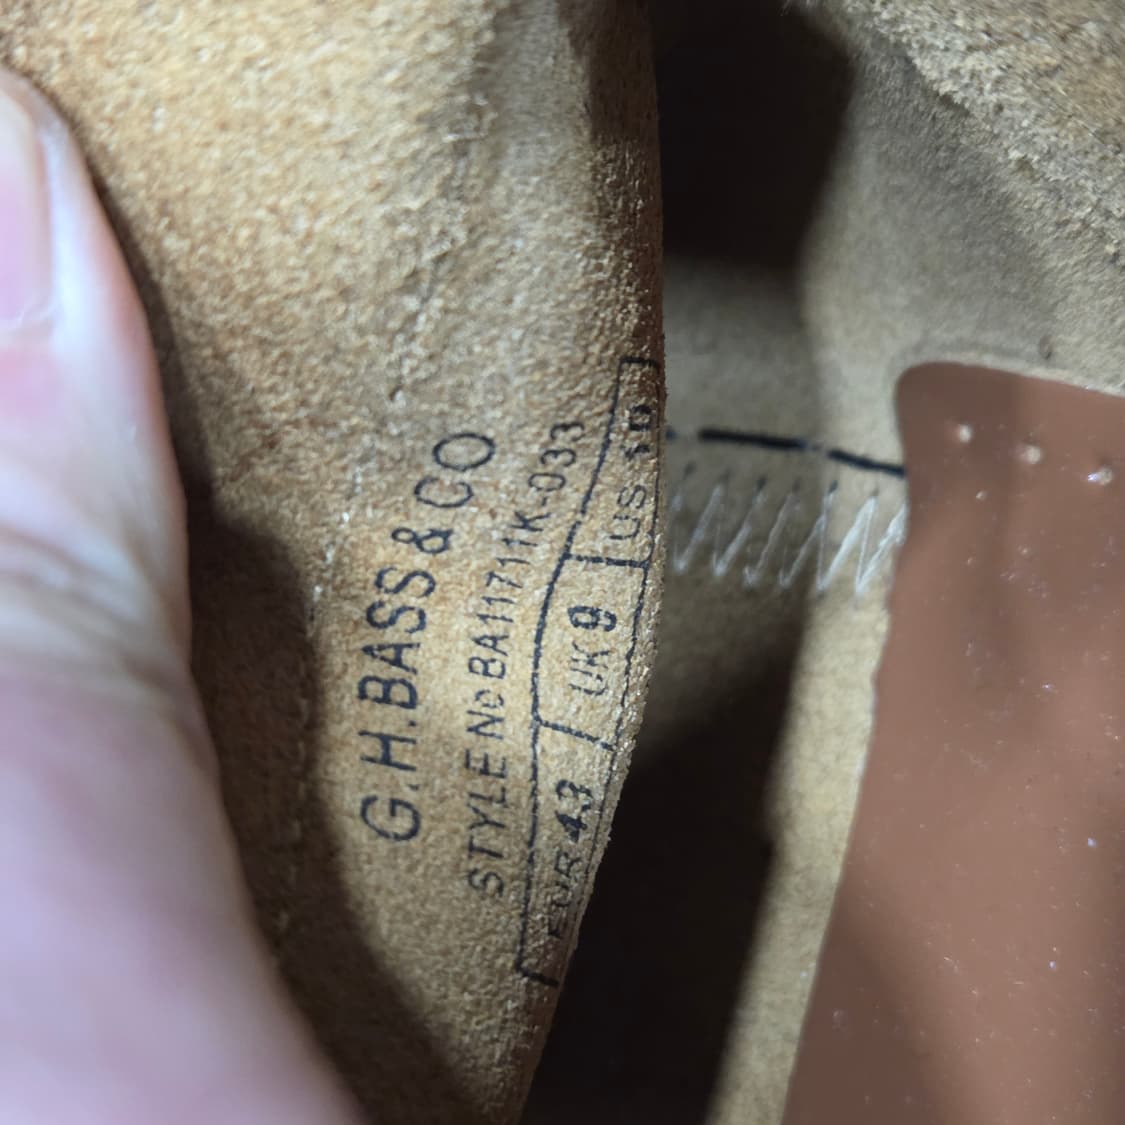 G.H.BASS & CO
STYLE No BA11711K-033
EUR 43 UK 9 US 10